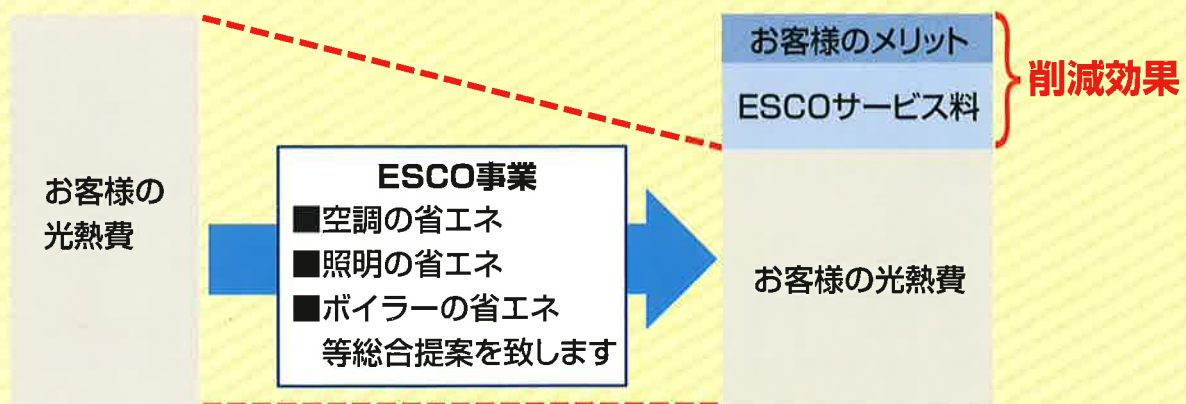 お客様の
光熱費
ESCO事業
■空調の省エネ
■照明の省エネ
■ボイラーの省エネ
等総合提案を致します
お客様のメリット
ESCOサービス料
削減効果
お客様の光熱費